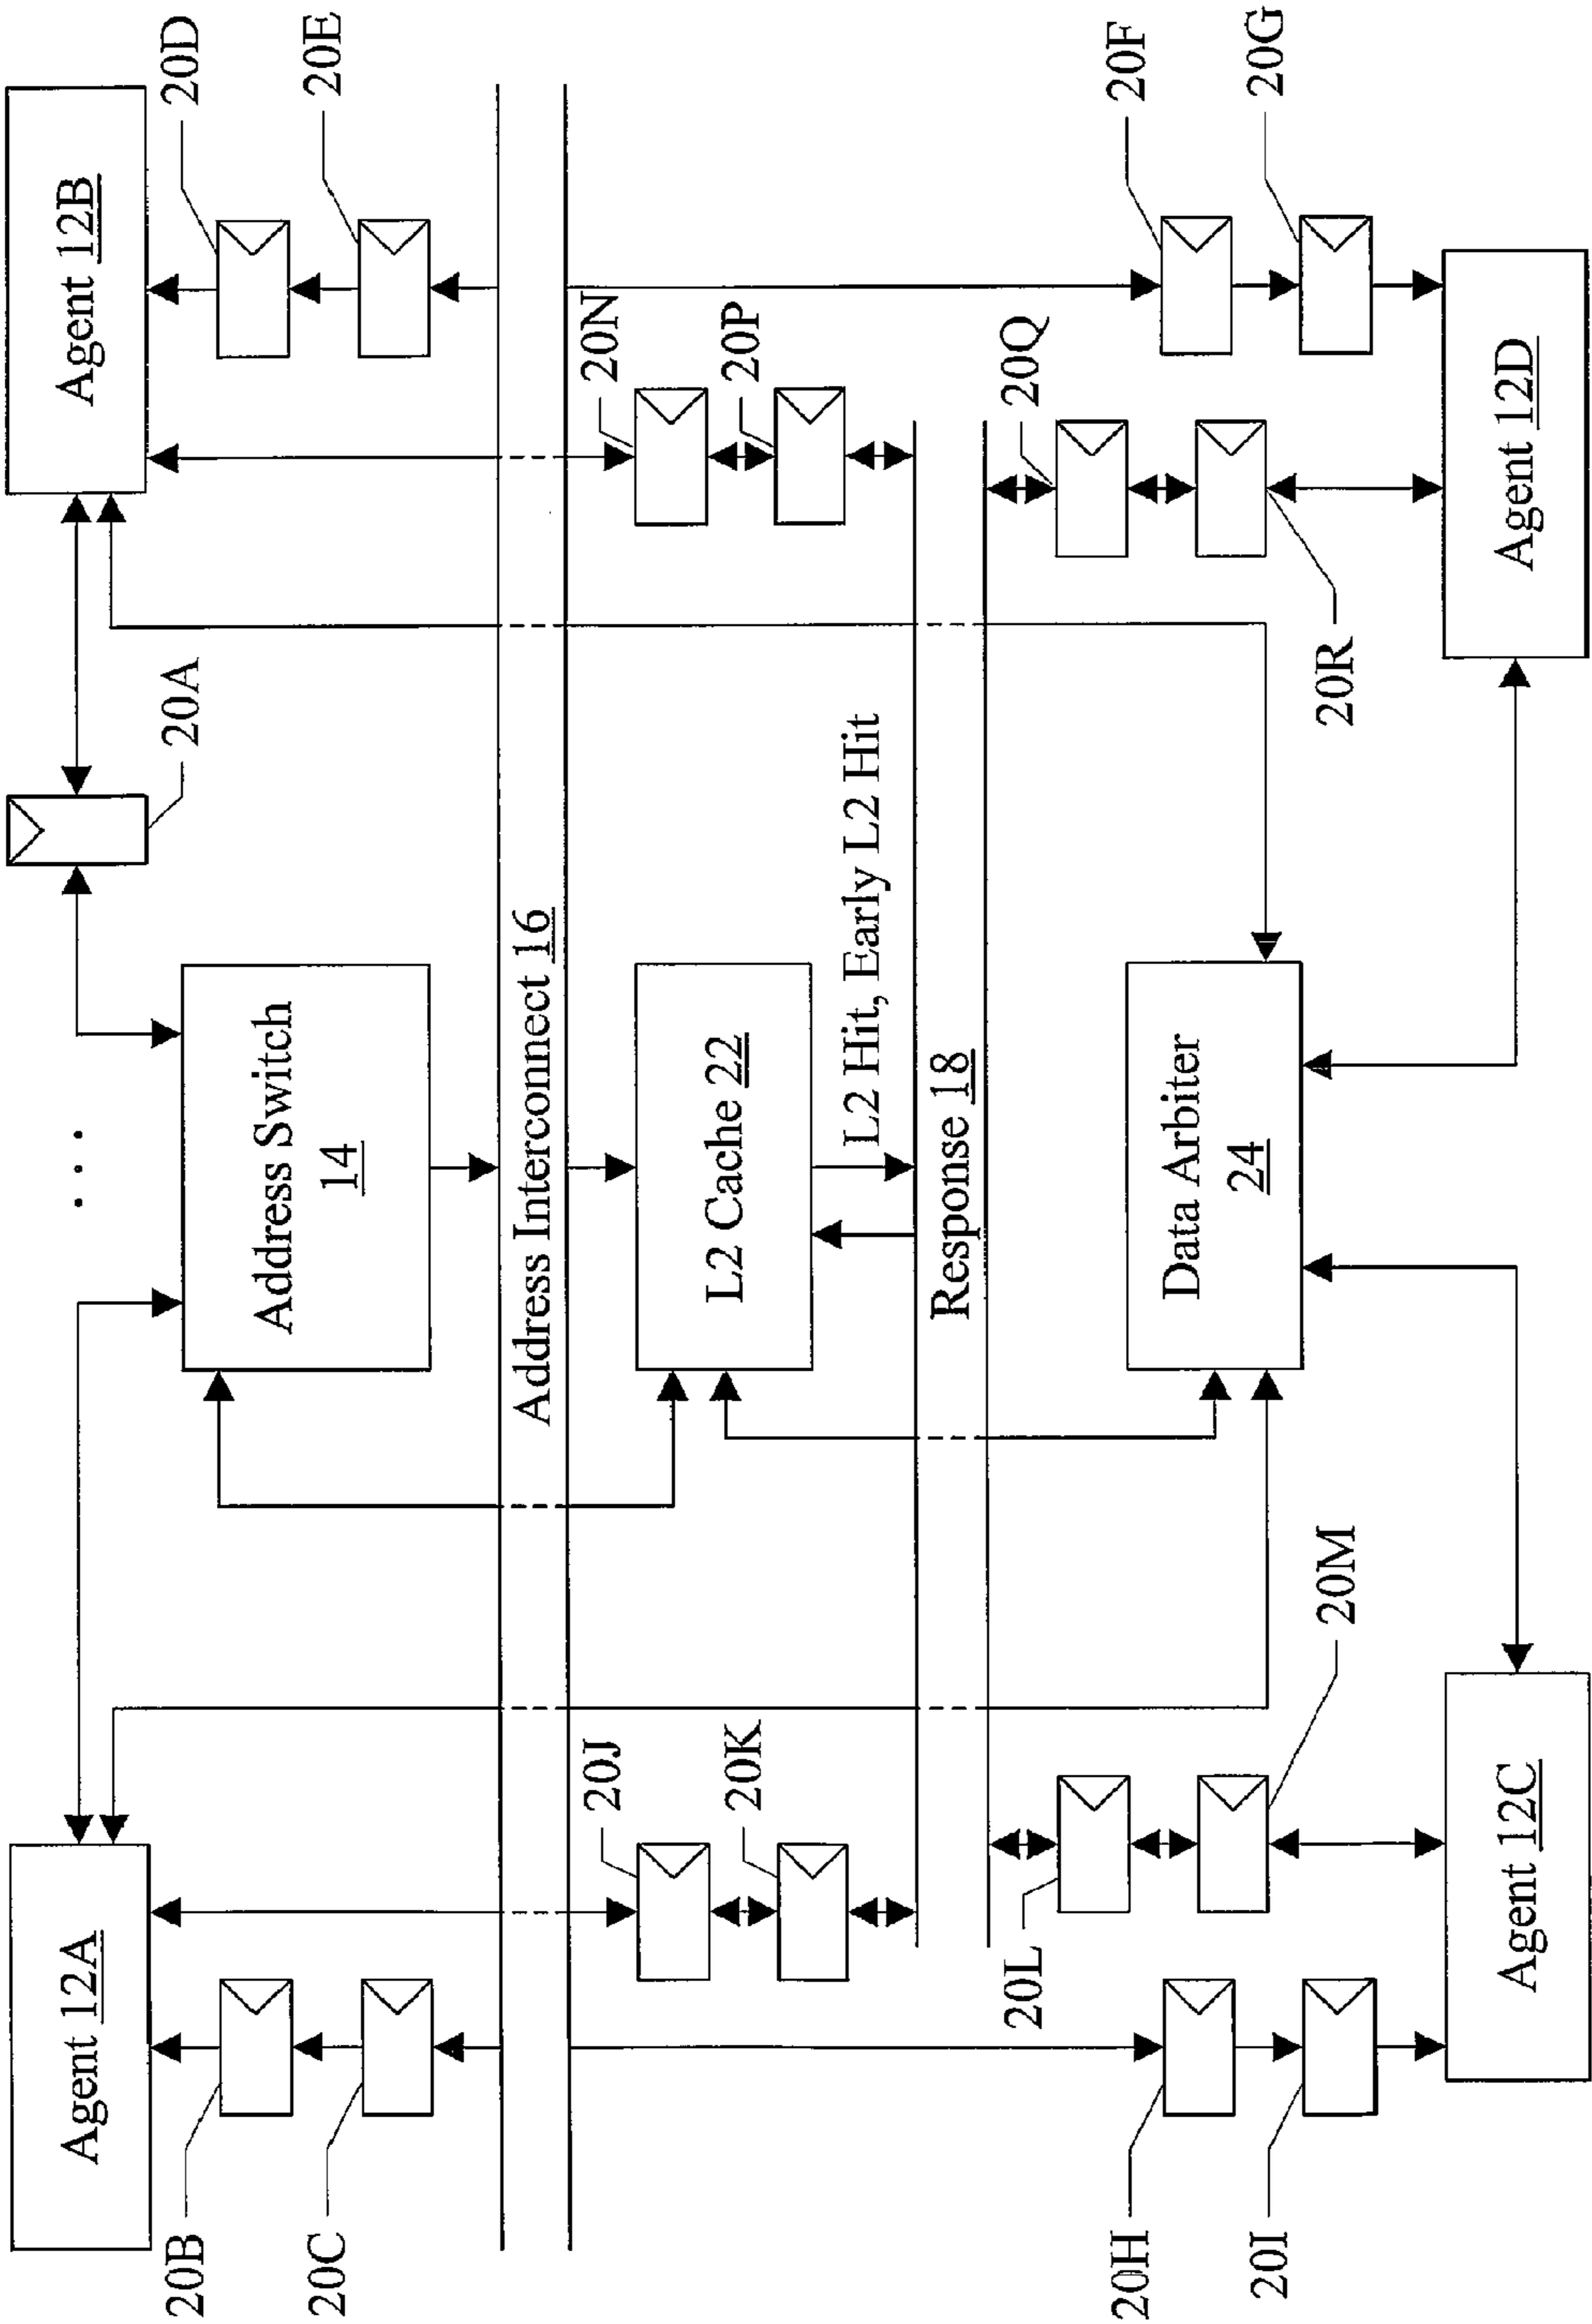 Agent 12A
. . .
20A
Agent 12B
20B
Address Switch
14
20D
20C
20E
Address Interconnect 16
20J
20N
20K
L2 Cache 22
20P
L2 Hit, Early L2 Hit
Response 18
20L
20Q
20H
Data Arbiter
24
20F
20I
20M
20R
20G
Agent 12C
Agent 12D